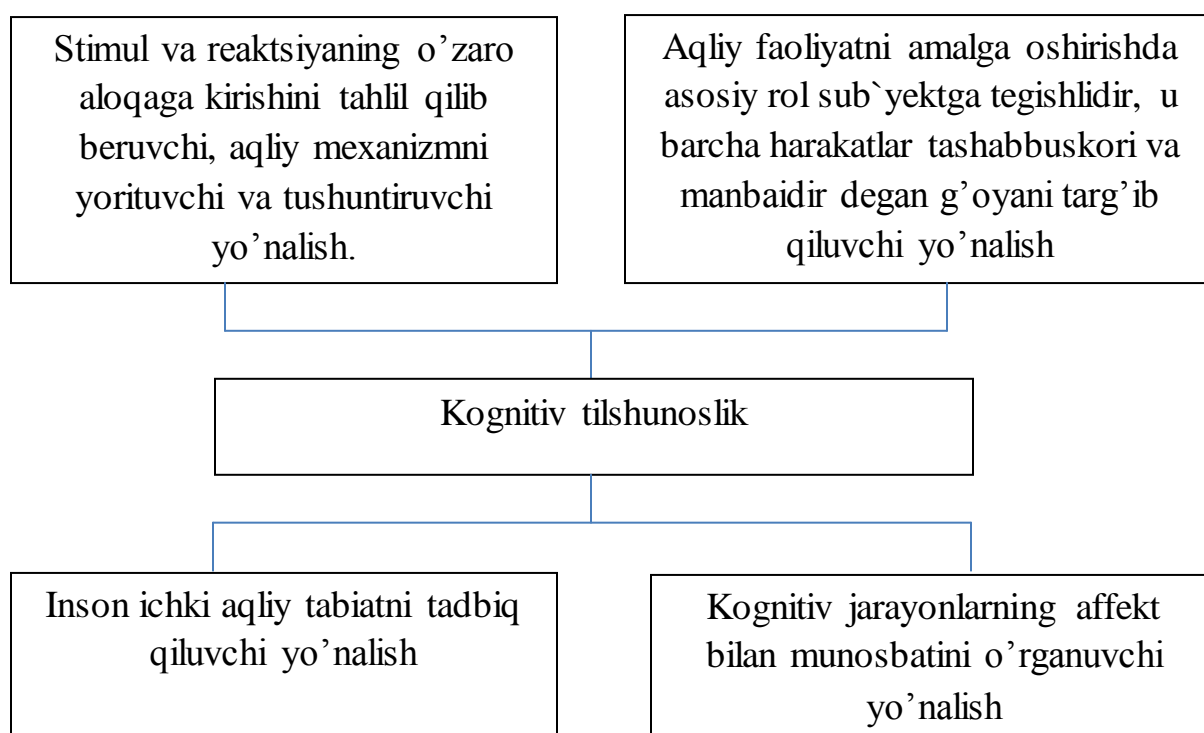 Stimul va reaktsiyaning o’zaro
aloqaga kirishini tahlil qilib
beruvchi, aqliy mexanizmni
yorituvchi va tushuntiruvchi
yo’nalish.
Aqliy faoliyatni amalga oshirishda
asosiy rol sub`yektga tegishlidir, u
barcha harakatlar tashabbuskori va
manbaidir degan g’oyani targ’ib
qiluvchi yo’nalish
Kognitiv tilshunoslik
Inson ichki aqliy tabiatni tadbiq
qiluvchi yo’nalish
Kognitiv jarayonlarning affekt
bilan munosbatini o’rganuvchi
yo’nalish